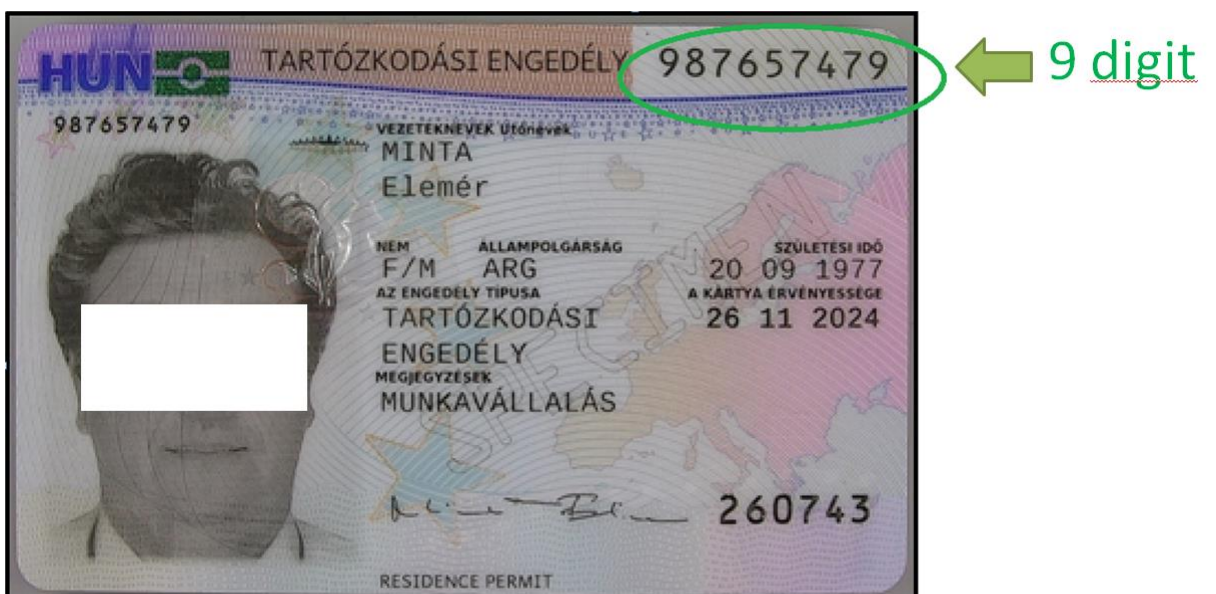 HUN
TARTÓZKODÁSI ENGEDÉLY 987657479
9 digit
987657479
VEZETÉKNEVEK Utónevek
MINTA
Elemér
NEM ÁLLAMPOLGÁRSÁG SZÜLETÉSI IDŐ
F/M ARG 20 09 1977
AZ ENGEDÉLY TÍPUSA A KÁRTYA ÉRVÉNYESSÉGE
TARTÓZKODÁSI 26 11 2024
ENGEDÉLY
MEGJEGYZÉSEK
MUNKAVÁLLALÁS
SPECIMEN
260743
RESIDENCE PERMIT